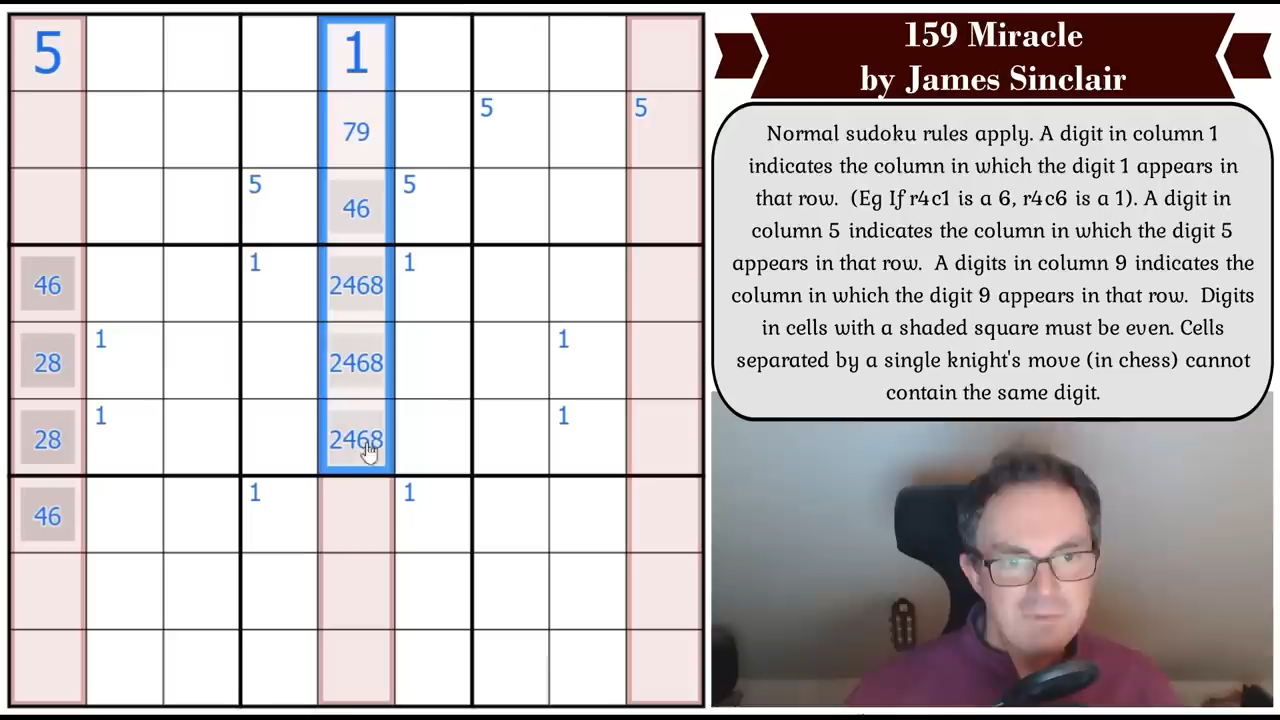 159 Miracle
by James Sinclair
Normal sudoku rules apply. A digit in column 1
indicates the column in which the digit 1 appears in
that row. (Eg If r4c1 is a 6, r4c6 is a 1). A digit in
column 5 indicates the column in which the digit 5
appears in that row. A digits in column 9 indicates the
column in which the digit 9 appears in that row. Digits
in cells with a shaded square must be even. Cells
separated by a single knight's move (in chess) cannot
contain the same digit.
5 1
79 5 5
5 46 5
46 1 2468 1
28 1 2468 1
28 1 2468 1
46 1 1